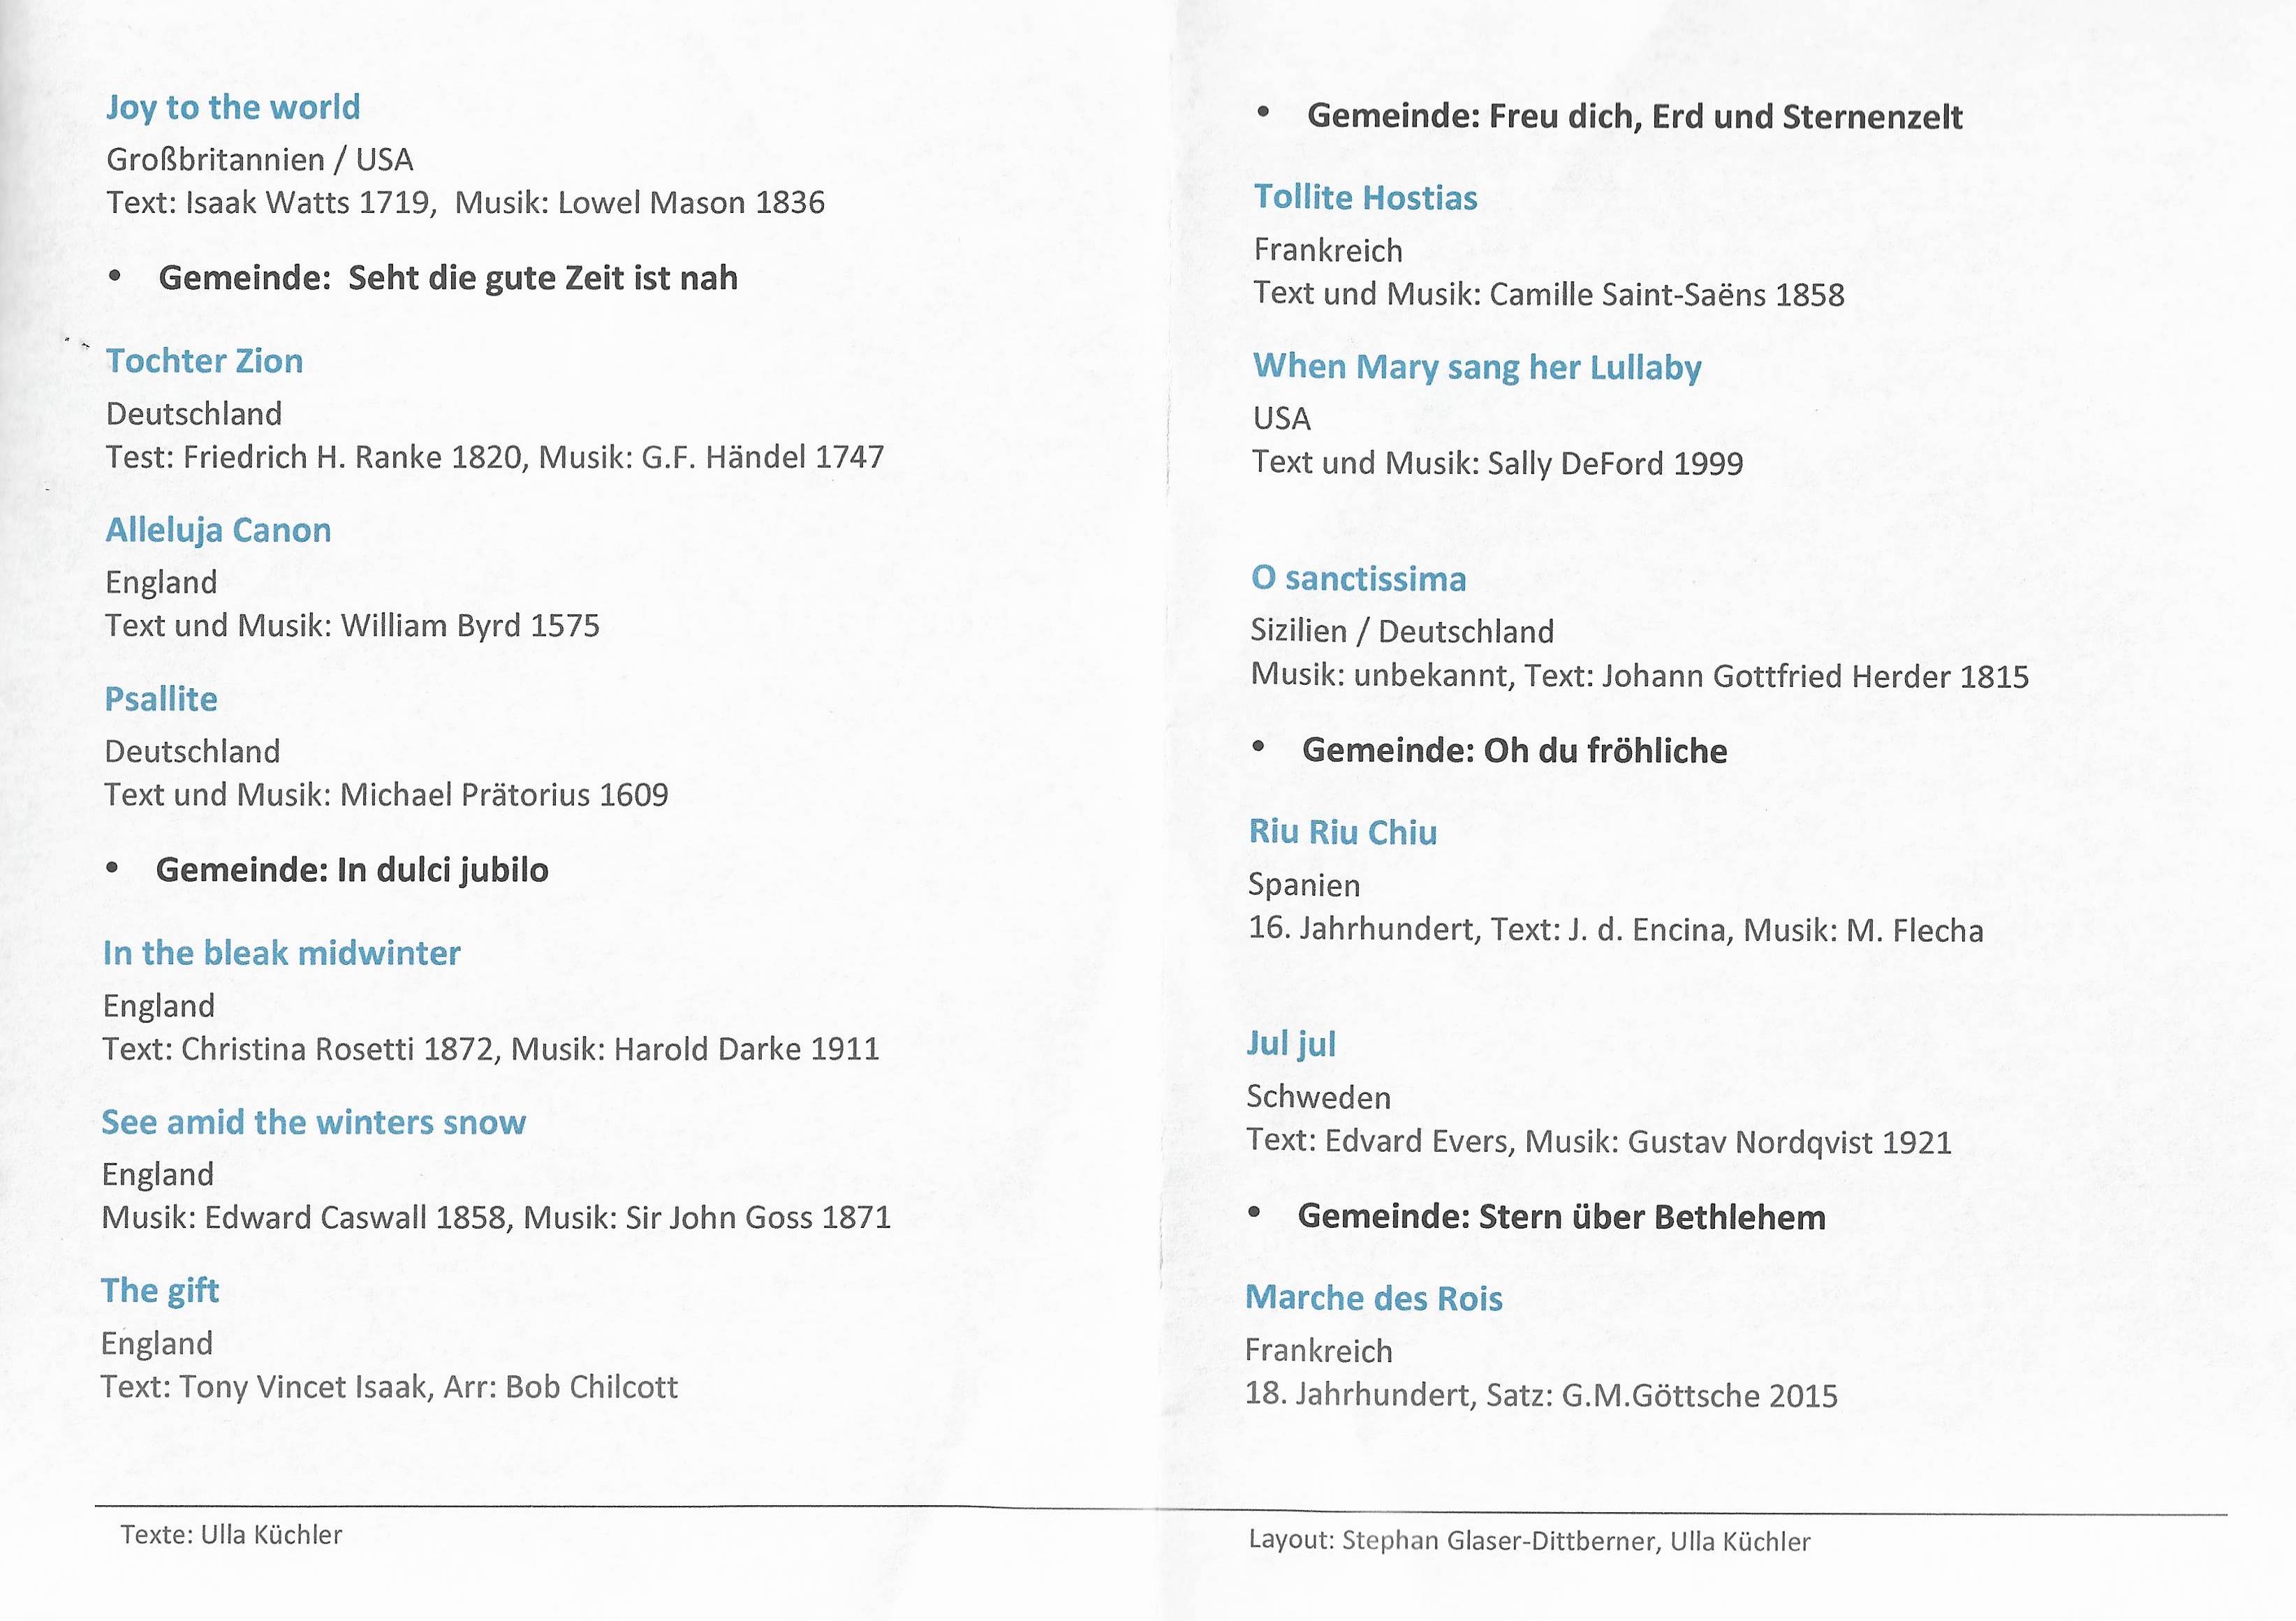 Joy to the world
Großbritannien / USA
Text: Isaak Watts 1719,  Musik: Lowel Mason 1836
• Gemeinde:  Seht die gute Zeit ist nah
Tochter Zion
Deutschland
Test: Friedrich H. Ranke 1820, Musik: G.F. Händel 1747
Alleluja Canon
England
Text und Musik: William Byrd 1575
Psallite
Deutschland
Text und Musik: Michael Prätorius 1609
• Gemeinde: In dulci jubilo
In the bleak midwinter
England
Text: Christina Rosetti 1872, Musik: Harold Darke 1911
See amid the winters snow
England
Musik: Edward Caswall 1858, Musik: Sir John Goss 1871
The gift
England
Text: Tony Vincet Isaak, Arr: Bob Chilcott
Texte: Ulla Küchler
• Gemeinde: Freu dich, Erd und Sternenzelt
Tollite Hostias
Frankreich
Text und Musik: Camille Saint-Saëns 1858
When Mary sang her Lullaby
USA
Text und Musik: Sally DeFord 1999
O sanctissima
Sizilien / Deutschland
Musik: unbekannt, Text: Johann Gottfried Herder 1815
• Gemeinde: Oh du fröhliche
Riu Riu Chiu
Spanien
16. Jahrhundert, Text: J. d. Encina, Musik: M. Flecha
Jul jul
Schweden
Text: Edvard Evers, Musik: Gustav Nordqvist 1921
• Gemeinde: Stern über Bethlehem
Marche des Rois
Frankreich
18. Jahrhundert, Satz: G.M.Göttsche 2015
Layout: Stephan Glaser-Dittberner, Ulla Küchler